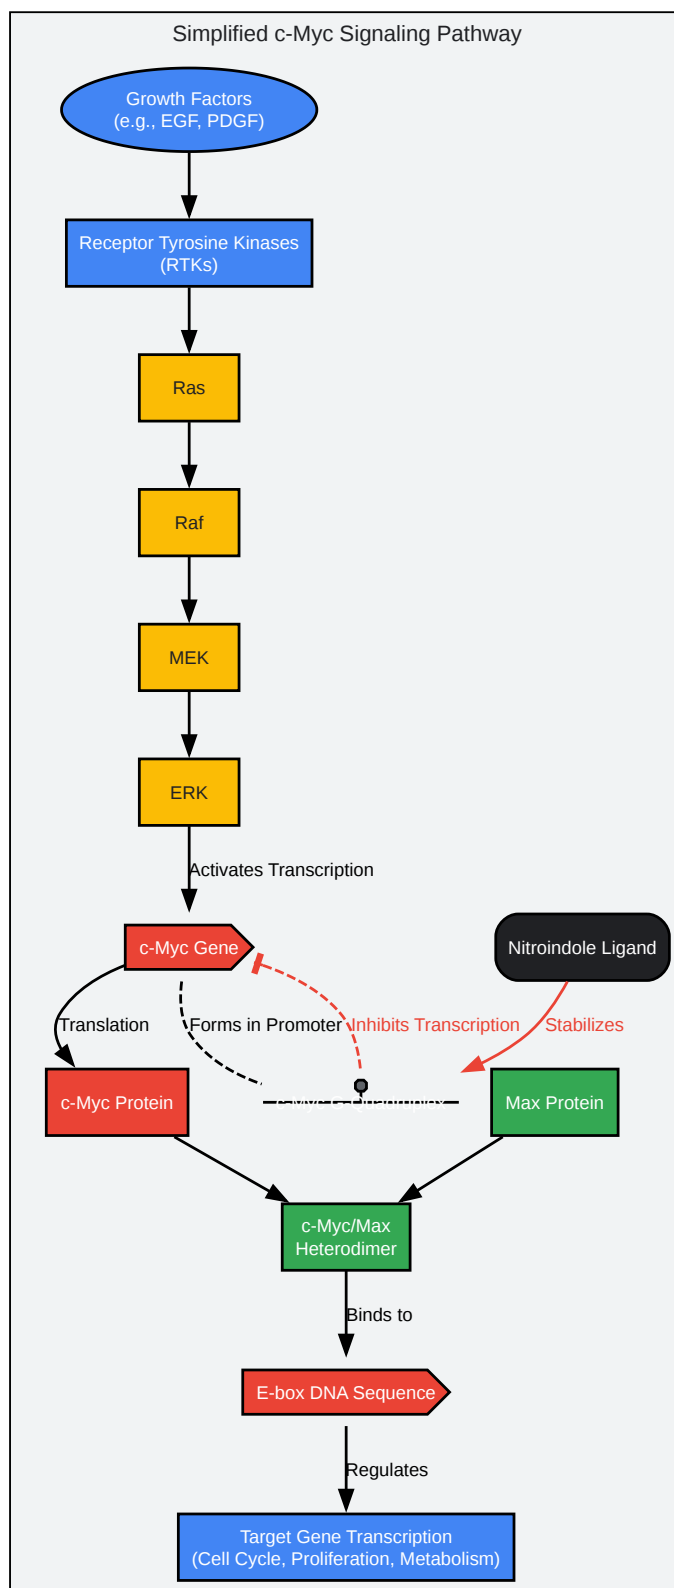 Simplified c-Myc Signaling Pathway
Growth Factors
(e.g., EGF, PDGF)
Receptor Tyrosine Kinases
(RTKs)
Ras
Raf
MEK
ERK
Activates Transcription
c-Myc Gene
Nitroindole Ligand
Translation
Forms in Promoter
Inhibits Transcription
Stabilizes
c-Myc Protein
c-Myc G-Quadruplex
Max Protein
c-Myc/Max
Heterodimer
Binds to
E-box DNA Sequence
Regulates
Target Gene Transcription
(Cell Cycle, Proliferation, Metabolism)